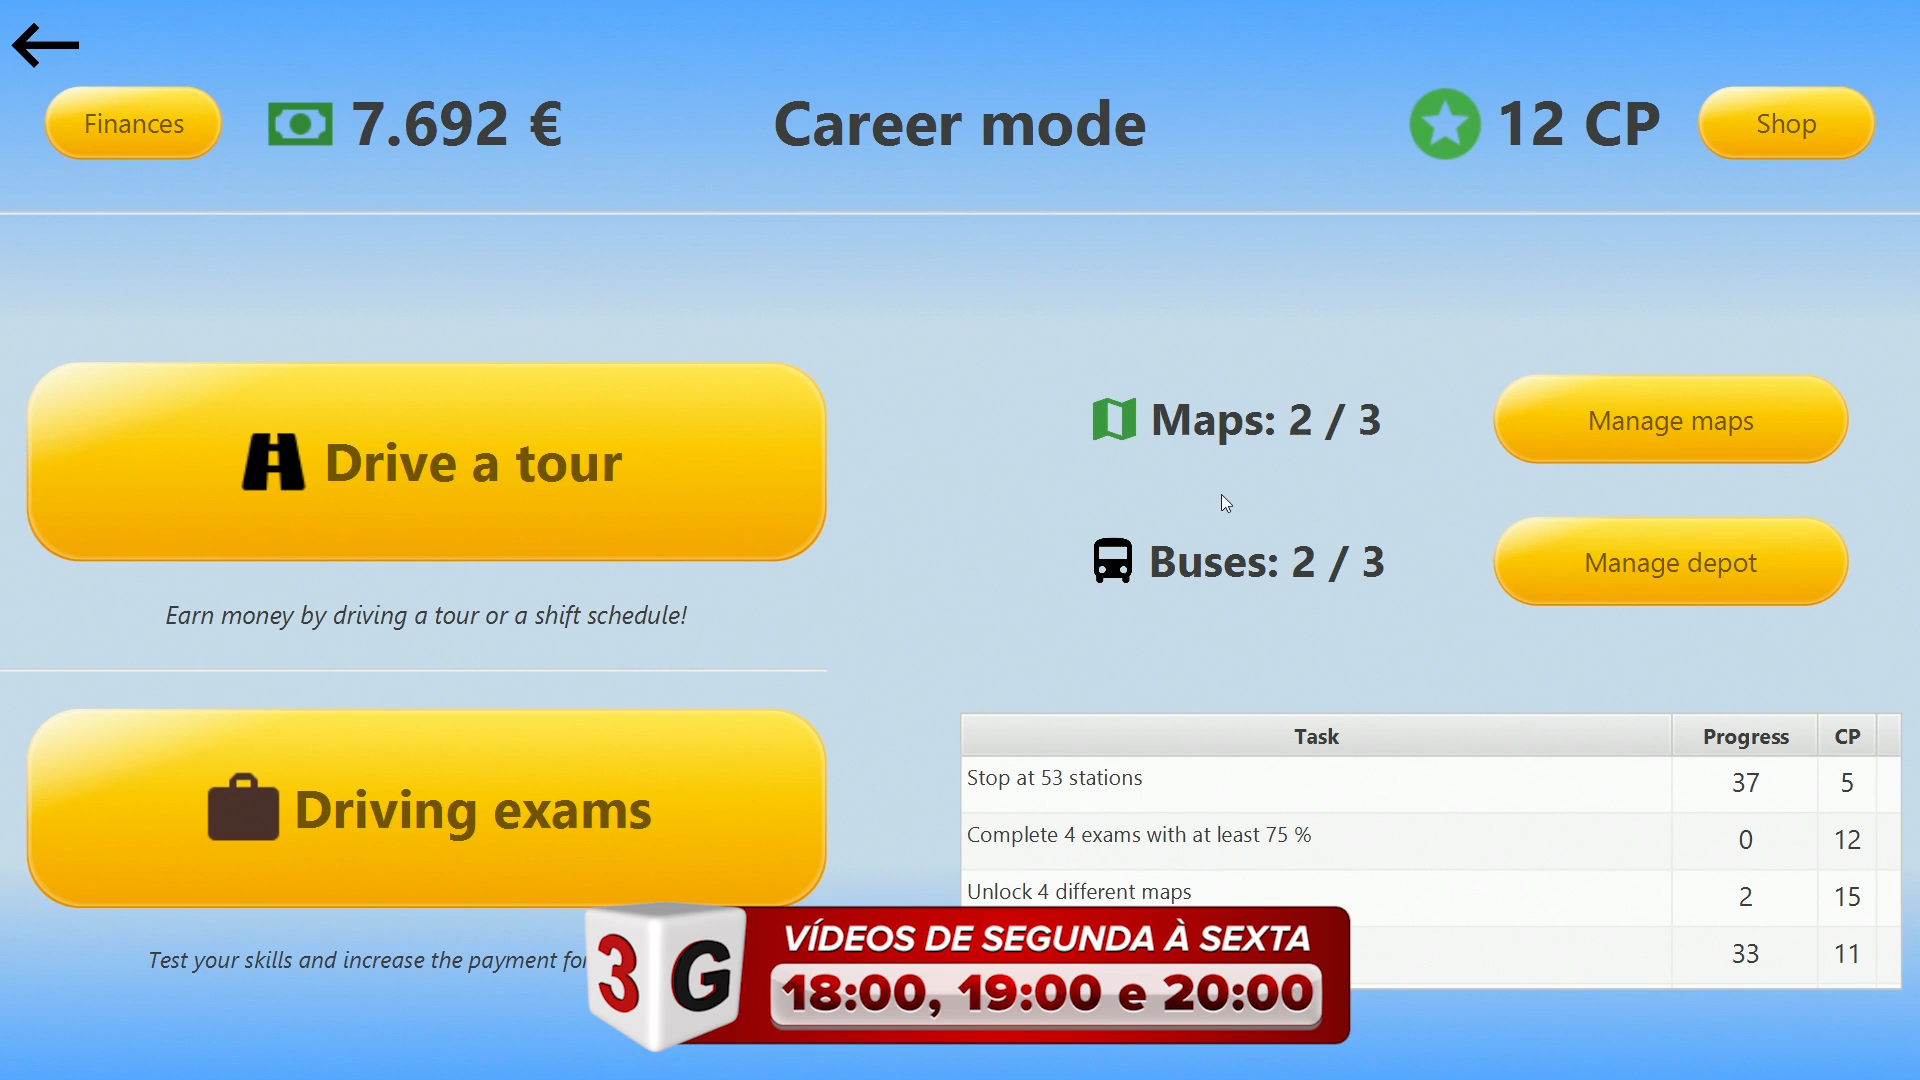 Finances
7.692 €
Career mode
12 CP
Shop
Drive a tour
Earn money by driving a tour or a shift schedule!
Maps: 2 / 3
Manage maps
Buses: 2 / 3
Manage depot
Driving exams
Test your skills and increase the payment for
Task Progress CP
Stop at 53 stations 37 5
Complete 4 exams with at least 75 % 0 12
Unlock 4 different maps 2 15
33 11
3 G
VÍDEOS DE SEGUNDA À SEXTA
18:00, 19:00 e 20:00